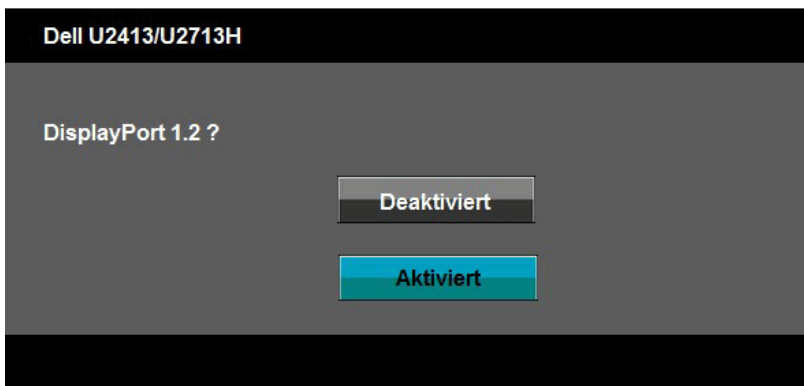 Dell U2413/U2713H
DisplayPort 1.2 ?
Deaktiviert
Aktiviert